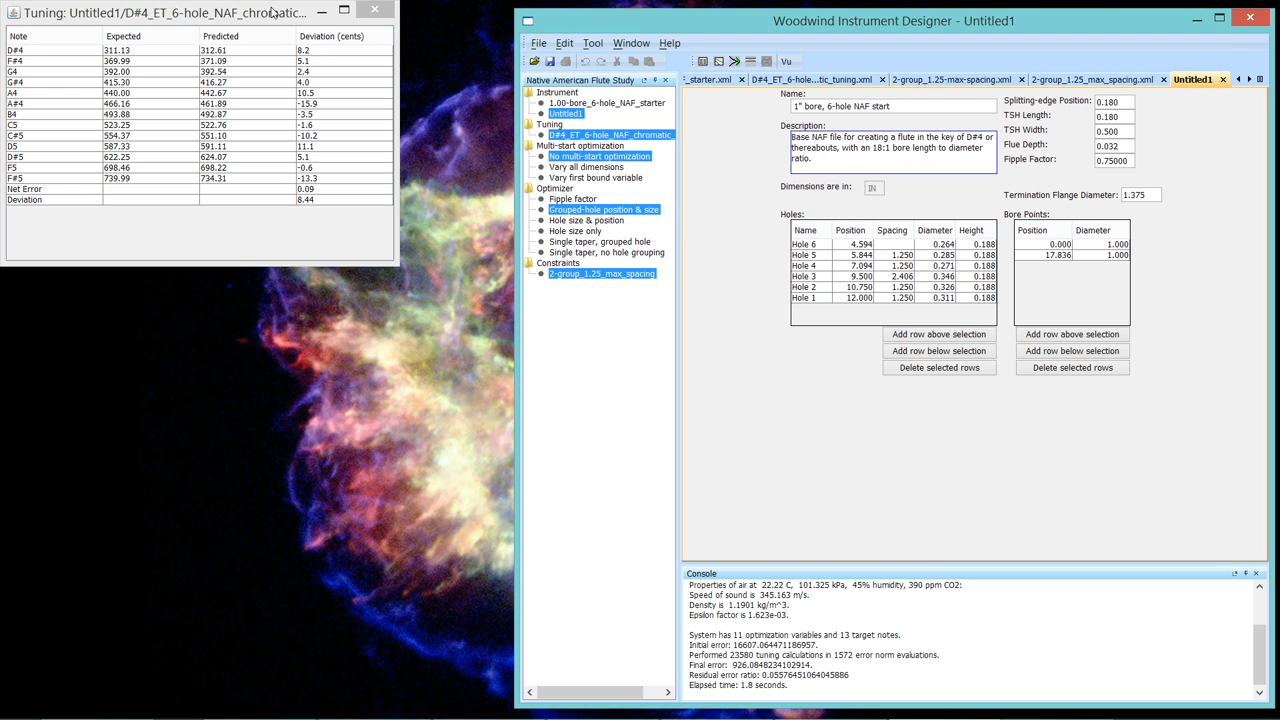 Tuning: Untitled1/D#4_ET_6-hole_NAF_chromatic...
Note Expected Predicted Deviation (cents)
D#4 311.13 312.61 8.2
F#4 369.99 371.09 5.1
G4 392.00 392.54 2.4
G#4 415.30 416.27 4.0
A4 440.00 442.67 10.5
A#4 466.16 461.89 -15.9
B4 493.88 492.87 -3.5
C5 523.25 522.76 -1.6
C#5 554.37 551.10 -10.2
D5 587.33 591.11 11.1
D#5 622.25 624.07 5.1
F5 698.46 698.22 -0.6
F#5 739.99 734.31 -13.3
Net Error 0.09
Deviation 8.44
Woodwind Instrument Designer - Untitled1
File Edit Tool Window Help
Vu
Native American Flute Study
Instrument
1.00-bore_6-hole_NAF_starter
Untitled1
Tuning
D#4_ET_6-hole_NAF_chromatic_
Multi-start optimization
No multi-start optimization
Vary all dimensions
Vary first bound variable
Optimizer
Fipple factor
Grouped-hole position & size
Hole size & position
Hole size only
Single taper, grouped hole
Single taper, no hole grouping
Constraints
2-group_1.25_max_spacing
:_starter.xml D#4_ET_6-hole...tic_tuning.xml 2-group_1.25-max-spacing.xml 2-group_1.25_max_spacing.xml Untitled1
Name:
1" bore, 6-hole NAF start
Description:
Base NAF file for creating a flute in the key of D#4 or
thereabouts, with an 18:1 bore length to diameter
ratio.
Dimensions are in: IN
Splitting-edge Position: 0.180
TSH Length: 0.180
TSH Width: 0.500
Flue Depth: 0.032
Fipple Factor: 0.75000
Termination Flange Diameter: 1.375
Holes:
Name Position Spacing Diameter Height
Hole 6 4.594 0.264 0.188
Hole 5 5.844 1.250 0.285 0.188
Hole 4 7.094 1.250 0.271 0.188
Hole 3 9.500 2.406 0.346 0.188
Hole 2 10.750 1.250 0.326 0.188
Hole 1 12.000 1.250 0.311 0.188
Add row above selection
Add row below selection
Delete selected rows
Bore Points:
Position Diameter
0.000 1.000
17.836 1.000
Add row above selection
Add row below selection
Delete selected rows
Console
Properties of air at 22.22 C, 101.325 kPa, 45% humidity, 390 ppm CO2:
Speed of sound is 345.163 m/s.
Density is 1.1901 kg/m^3.
Epsilon factor is 1.623e-03.
System has 11 optimization variables and 13 target notes.
Initial error: 16607.064471186957.
Performed 23580 tuning calculations in 1572 error norm evaluations.
Final error: 926.0848234102914.
Residual error ratio: 0.05576451064045886
Elapsed time: 1.8 seconds.